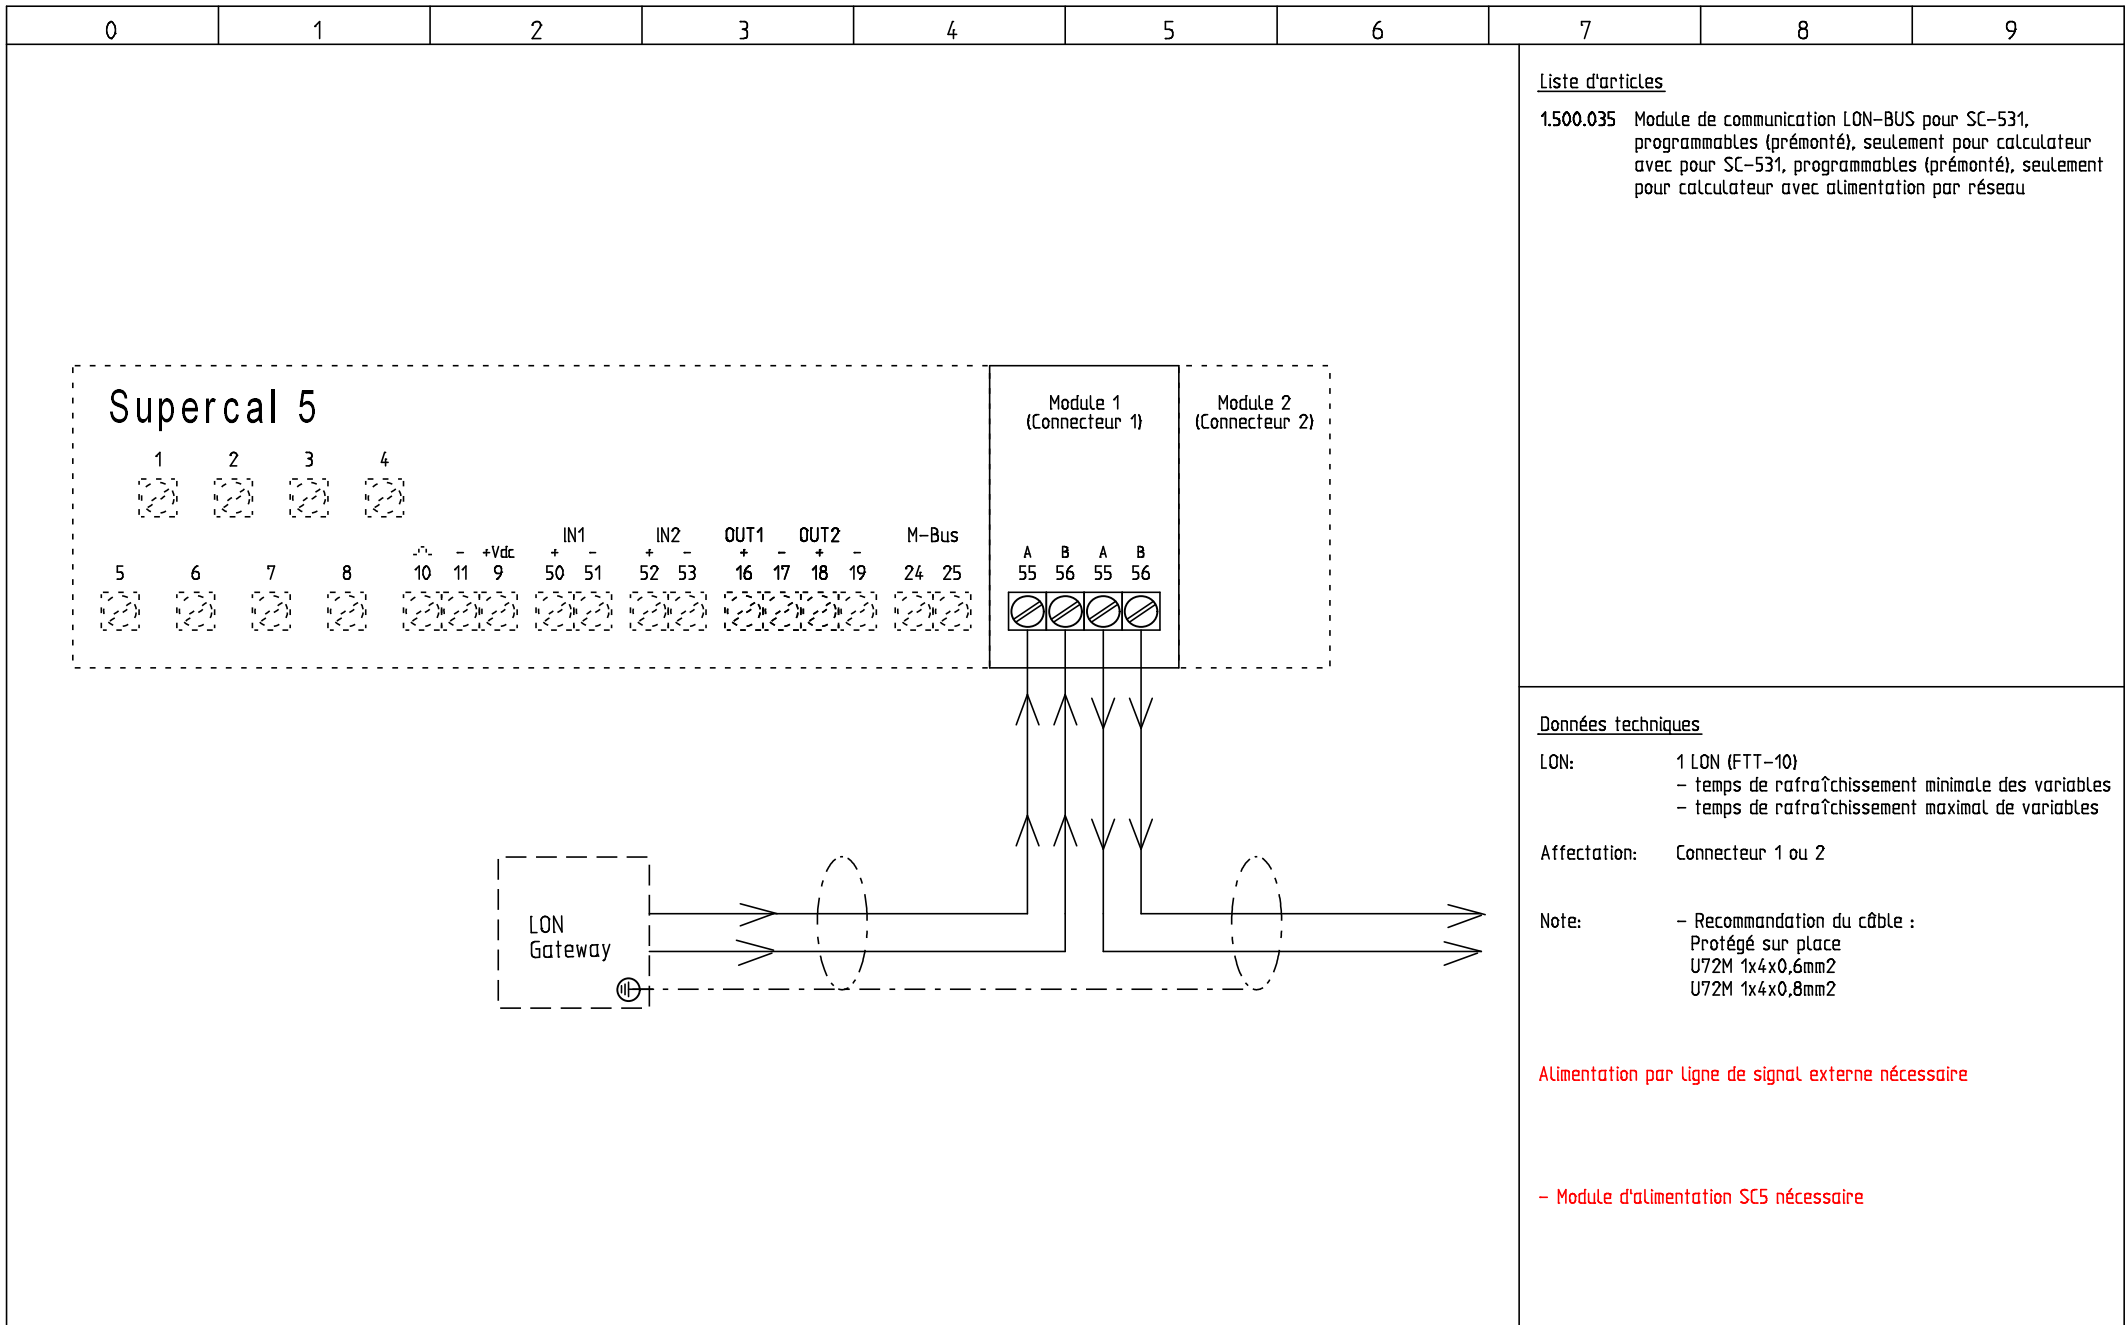 0 1 2 3 4 5 6 7 8 9
Liste d'articles
1.500.035 Module de communication LON-BUS pour SC-531,
programmables (prémonté), seulement pour calculateur
avec pour SC-531, programmables (prémonté), seulement
pour calculateur avec alimentation par réseau
Supercal 5
Module 1
(Connecteur 1)
Module 2
(Connecteur 2)
1 2 3 4
IN1 IN2 OUT1 OUT2 M-Bus
- +Vdc + - + - + - + - A B A B
5 6 7 8 10 11 9 50 51 52 53 16 17 18 19 24 25 55 56 55 56
LON
Gateway
Données techniques
LON: 1 LON (FTT-10)
- temps de rafraîchissement minimale des variables
- temps de rafraîchissement maximal de variables
Affectation: Connecteur 1 ou 2
Note: - Recommandation du câble :
Protégé sur place
U72M 1x4x0,6mm2
U72M 1x4x0,8mm2
Alimentation par ligne de signal externe nécessaire
- Module d'alimentation SC5 nécessaire